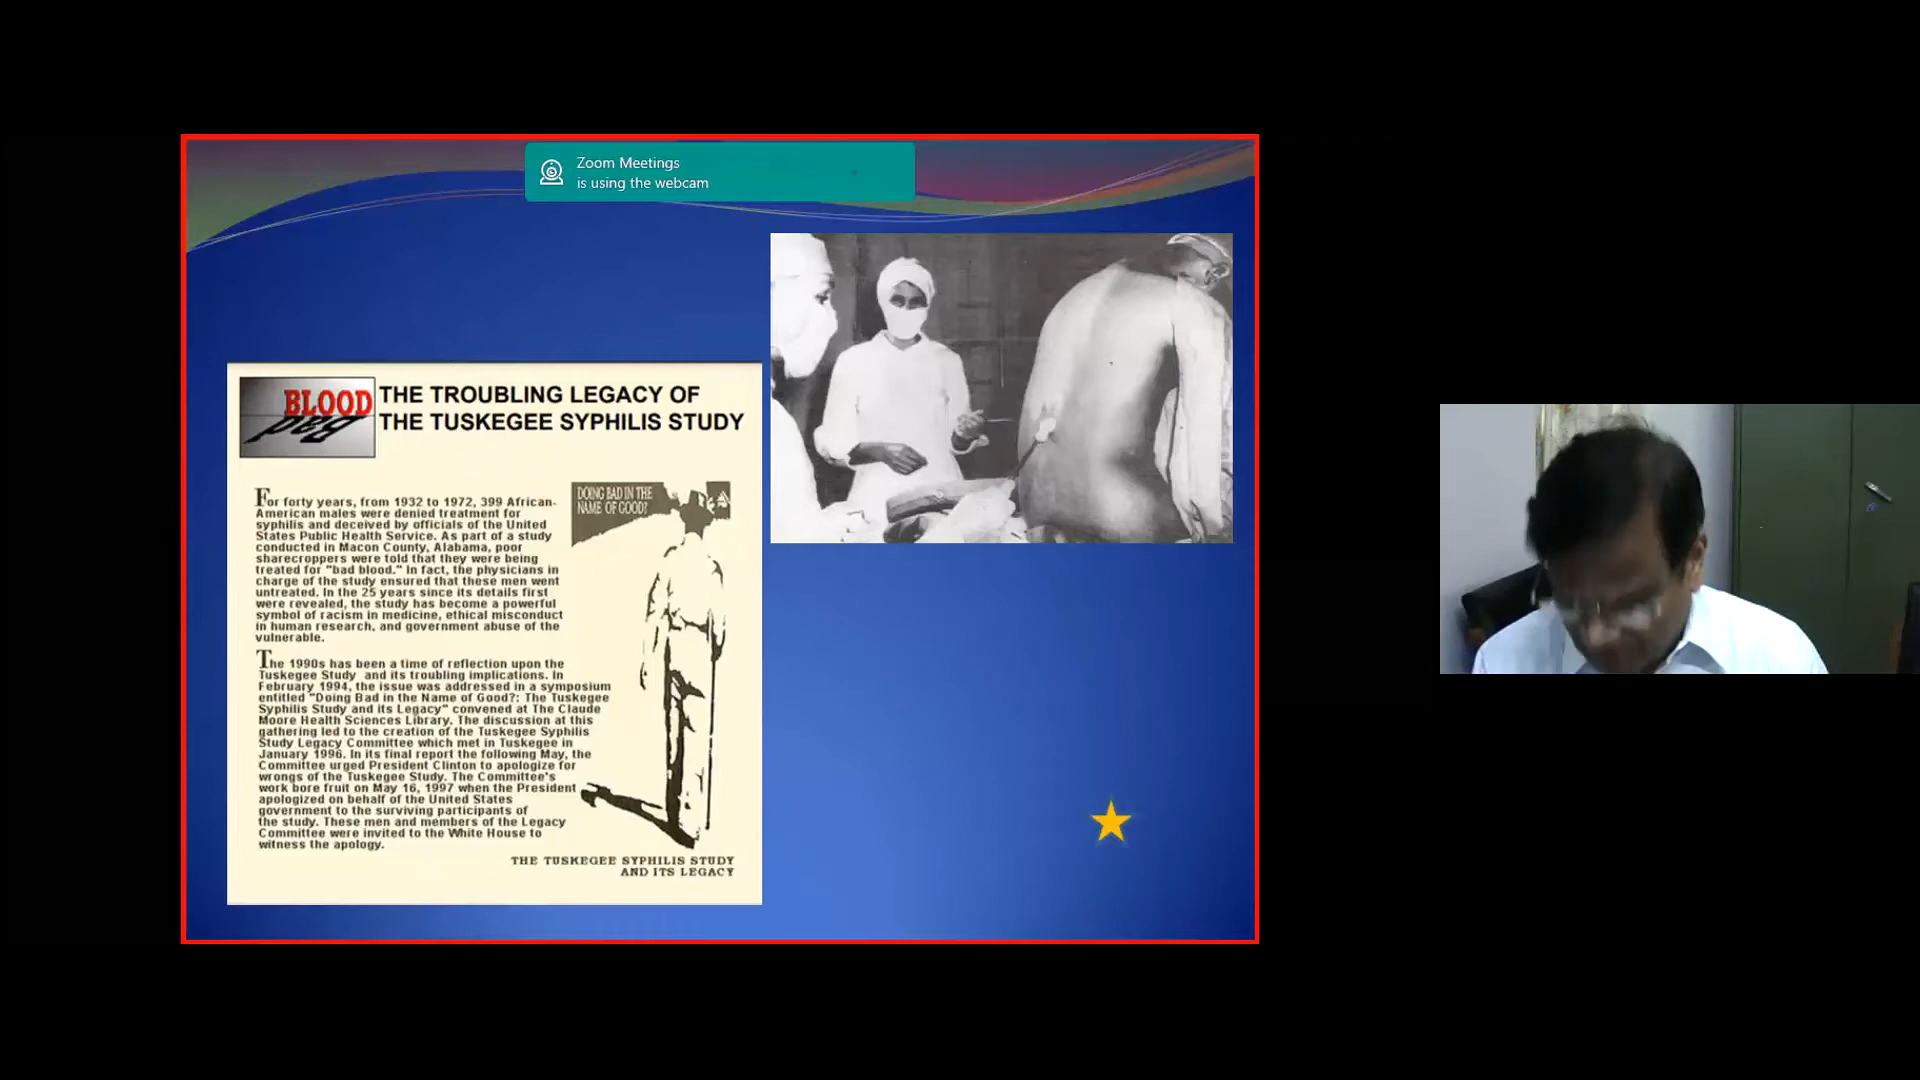 Zoom Meetings
is using the webcam
BLOOD
Bad
THE TROUBLING LEGACY OF
THE TUSKEGEE SYPHILIS STUDY
For forty years, from 1932 to 1972, 399 African-
American males were denied treatment for
syphilis and deceived by officials of the United
States Public Health Service. As part of a study
conducted in Macon County, Alabama, poor
sharecroppers were told that they were being
treated for "bad blood." In fact, the physicians in
charge of the study ensured that these men went
untreated. In the 25 years since its details first
were revealed, the study has become a powerful
symbol of racism in medicine, ethical misconduct
in human research, and government abuse of the
vulnerable.
DOING BAD IN THE
NAME OF GOOD?
The 1990s has been a time of reflection upon the
Tuskegee Study and its troubling implications. In
February 1994, the issue was addressed in a symposium
entitled "Doing Bad in the Name of Good?: The Tuskegee
Syphilis Study and its Legacy" convened at The Claude
Moore Health Sciences Library. The discussion at this
gathering led to the creation of the Tuskegee Syphilis
Study Legacy Committee which met in Tuskegee in
January 1996. In its final report the following May, the
Committee urged President Clinton to apologize for
wrongs of the Tuskegee Study. The Committee's
work bore fruit on May 16, 1997 when the President
apologized on behalf of the United States
government to the surviving participants of
the study. These men and members of the Legacy
Committee were invited to the White House to
witness the apology.
THE TUSKEGEE SYPHILIS STUDY
AND ITS LEGACY